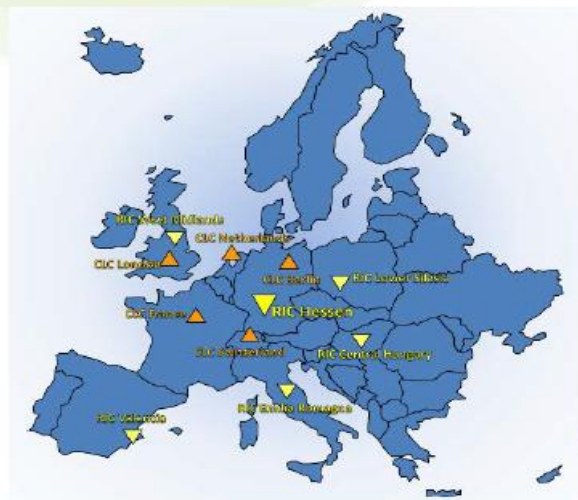 RIC West Midlands
CLC Netherlands
CLC London
CLC Berlin
RIC Lower Silesia
CLC France
RIC Hessen
CLC Switzerland
RIC Central Hungary
RIC Emilia Romagna
RIC Valencia